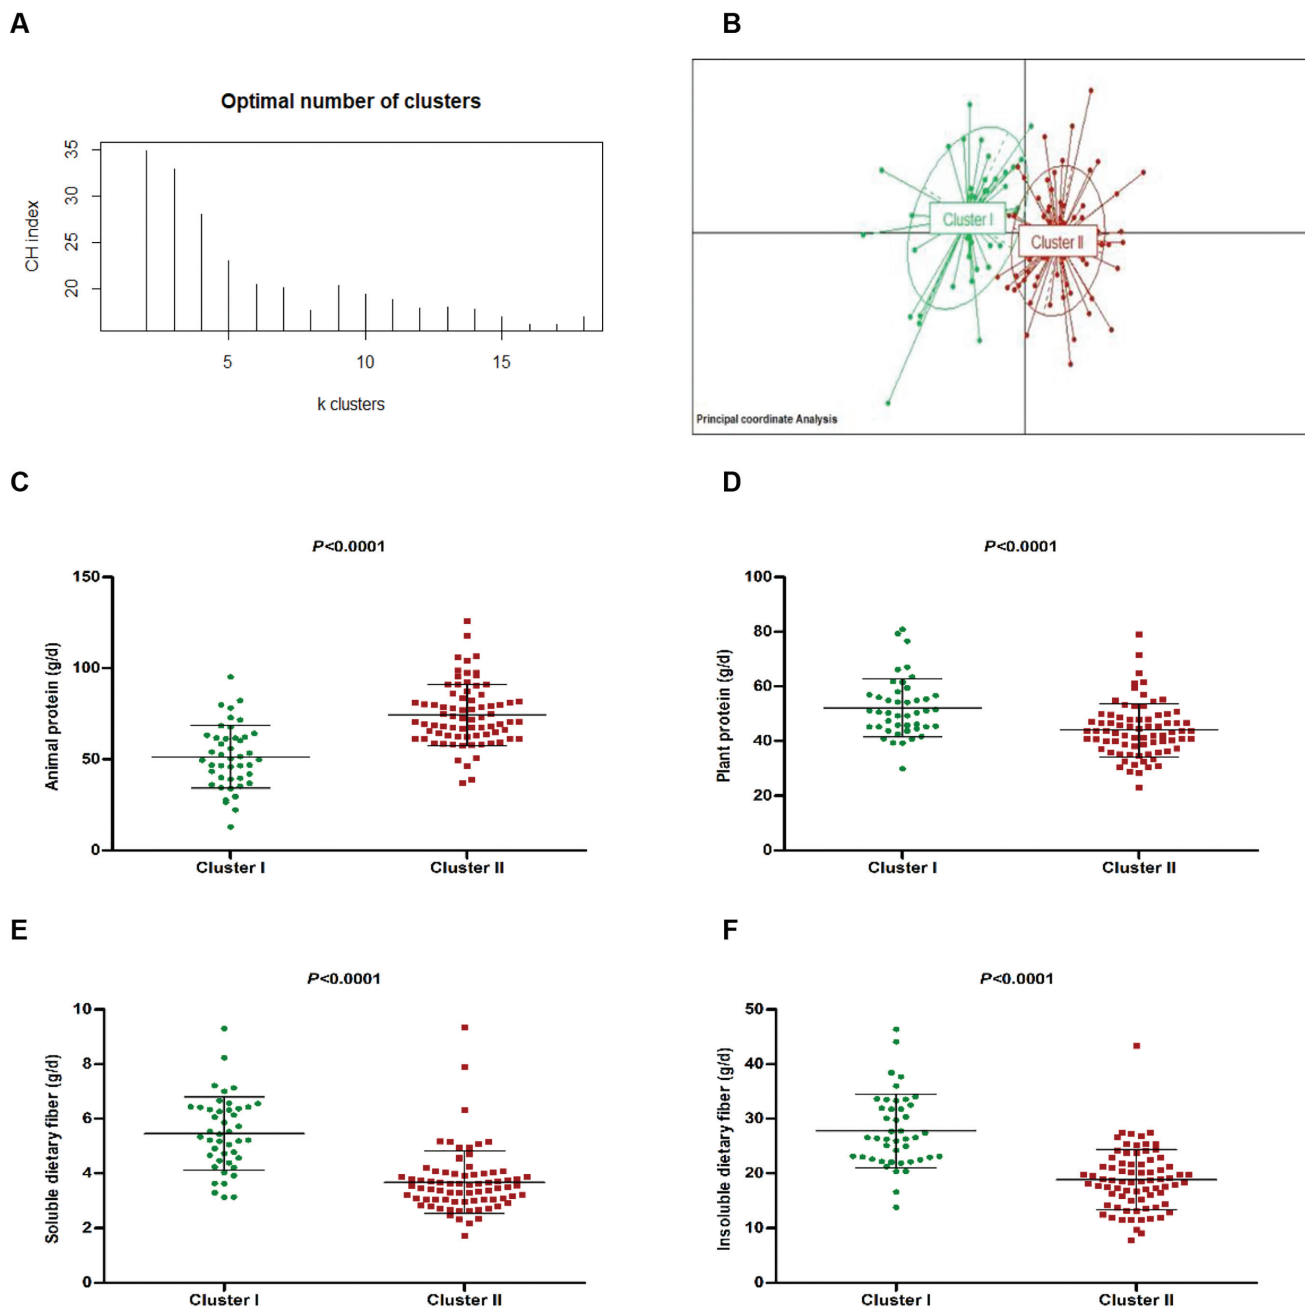 A
B
Optimal number of clusters
CH index
35
30
25
20
5
10
15
k clusters
Cluster I
Cluster II
Principal coordinate Analysis
C
D
P<0.0001
Animal protein (g/d)
150
100
50
0
Cluster I
Cluster II
P<0.0001
Plant protein (g/d)
100
80
60
40
20
0
Cluster I
Cluster II
E
F
P<0.0001
Soluble dietary fiber (g/d)
10
8
6
4
2
0
Cluster I
Cluster II
P<0.0001
Insoluble dietary fiber (g/d)
50
40
30
20
10
0
Cluster I
Cluster II